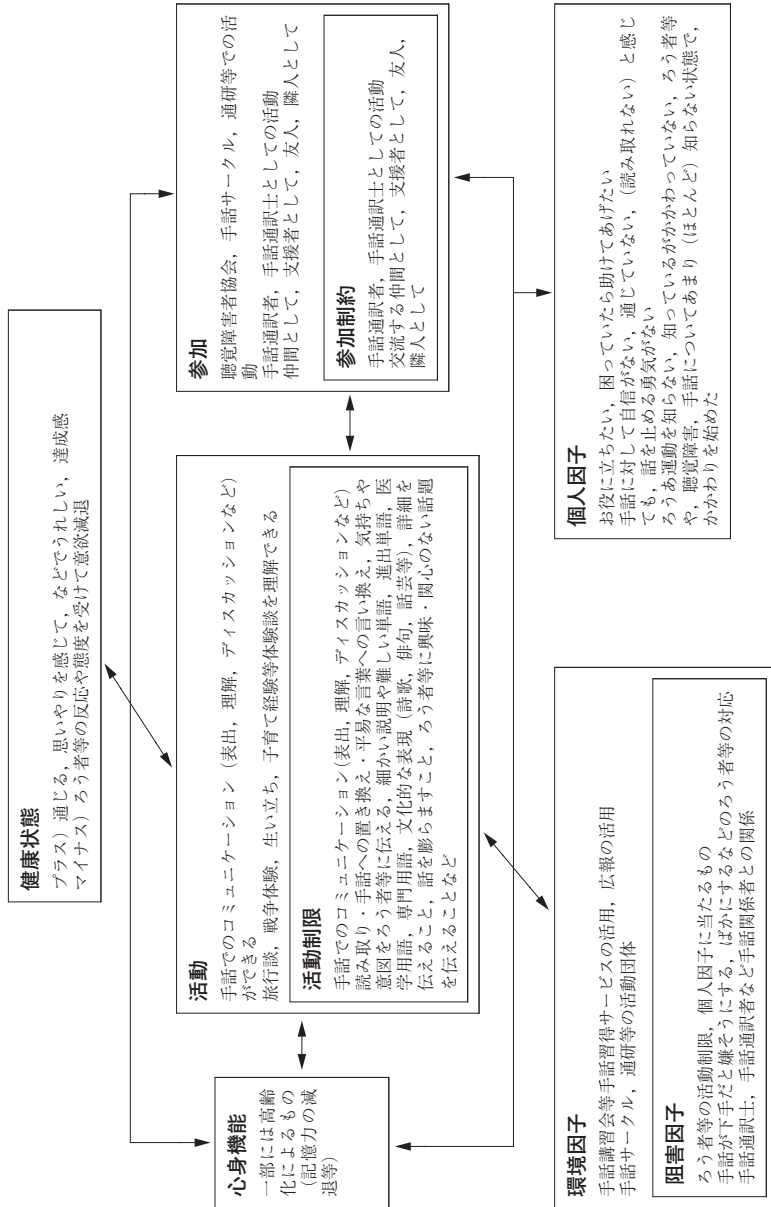 健康状態
プラス）通じる，思いやりを感じて，などでうれしい，達成感
マイナス）ろう者等の反応や態度を受けて意欲減退
心身機能
一部には高齢
化によるもの
（記憶力の減
退等）
活動
手話でのコミュニケーション（表出，理解，ディスカッションなど）
ができる
旅行談，戦争体験，生い立ち，子育て経験等体験談を理解できる
活動制限
手話でのコミュニケーション（表出，理解，ディスカッションなど）
読み取り・手話への置き換え・平易な言葉への言い換え，気持ちや
意図をろう者等に伝える，細かい説明や難しい単語，進出単語，医
学用語，専門用語，文化的な表現（詩歌，俳句，話芸等），詳細を
伝えること，話を膨らますこと，ろう者等に興味・関心のない話題
を伝えることなど
参加
聴覚障害者協会，手話サークル，通研等での活
動
手話通訳者，手話通訳士としての活動
仲間として，支援者として，友人，隣人として
参加制約
手話通訳者，手話通訳士としての活動
交流する仲間として，支援者として，友人，
隣人として
環境因子
手話講習会等手話習得サービスの活用，広報の活用
手話サークル，通研等の活動団体
阻害因子
ろう者等の活動制限，個人因子に当たるもの
手話が下手だと嫌そうにする，ばかにするなどのろう者等の対応
手話通訳士，手話通訳者など手話関係者との関係
個人因子
お役に立ちたい，困っていたら助けてあげたい
手話に対して自信がない，通じていない，（読み取れない）と感じ
ても，話を止める勇気がない
ろうあ運動を知らない，知っているがかかわっていない，ろう者等
や，聴覚障害，手話についてあまり（ほとんど）知らない状態で，
かかわりを始めた